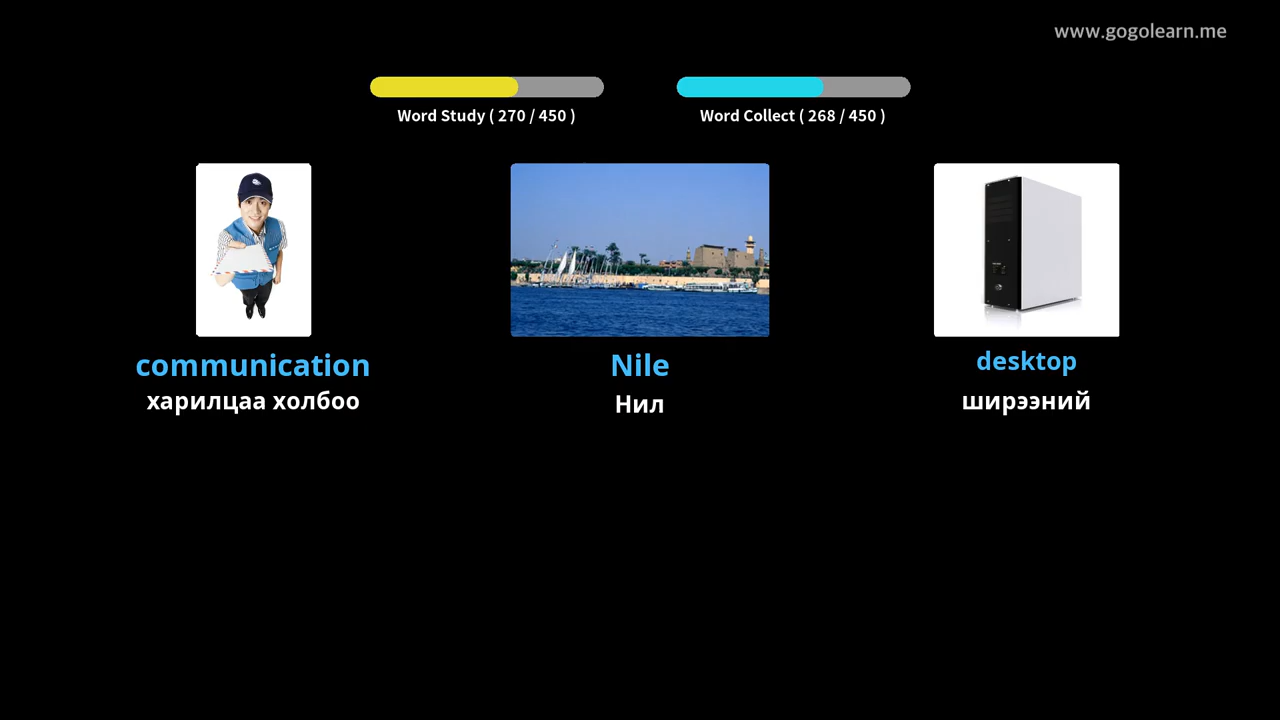 www.gogolearn.me
Word Study ( 270 / 450 )
Word Collect ( 268 / 450 )
communication
харилцаа холбоо
Nile
Нил
desktop
ширээний